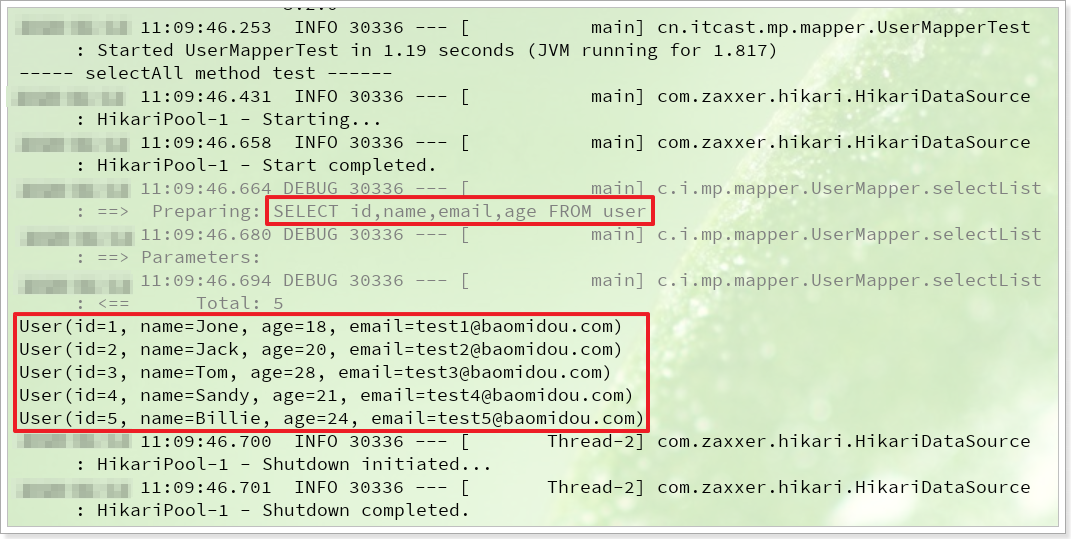 11:09:46.253  INFO 30336 --- [           main] cn.itcast.mp.mapper.UserMapperTest
: Started UserMapperTest in 1.19 seconds (JVM running for 1.817)
----- selectAll method test ------
11:09:46.431  INFO 30336 --- [           main] com.zaxxer.hikari.HikariDataSource
: HikariPool-1 - Starting...
11:09:46.658  INFO 30336 --- [           main] com.zaxxer.hikari.HikariDataSource
: HikariPool-1 - Start completed.
11:09:46.664 DEBUG 30336 --- [           main] c.i.mp.mapper.UserMapper.selectList
: ==>  Preparing: SELECT id,name,email,age FROM user
11:09:46.680 DEBUG 30336 --- [           main] c.i.mp.mapper.UserMapper.selectList
: ==> Parameters:
11:09:46.694 DEBUG 30336 --- [           main] c.i.mp.mapper.UserMapper.selectList
: <==      Total: 5
User(id=1, name=Jone, age=18, email=test1@baomidou.com)
User(id=2, name=Jack, age=20, email=test2@baomidou.com)
User(id=3, name=Tom, age=28, email=test3@baomidou.com)
User(id=4, name=Sandy, age=21, email=test4@baomidou.com)
User(id=5, name=Billie, age=24, email=test5@baomidou.com)
11:09:46.700  INFO 30336 --- [       Thread-2] com.zaxxer.hikari.HikariDataSource
: HikariPool-1 - Shutdown initiated...
11:09:46.701  INFO 30336 --- [       Thread-2] com.zaxxer.hikari.HikariDataSource
: HikariPool-1 - Shutdown completed.